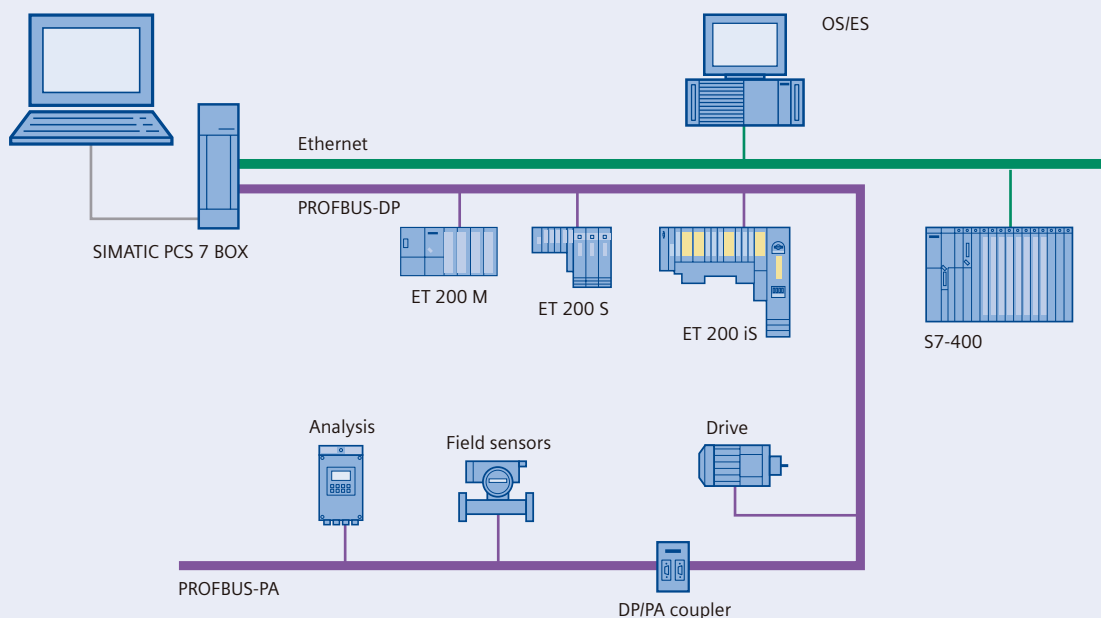 OS/ES
Ethernet
PROFBUS-DP
SIMATIC PCS 7 BOX
ET 200 M
ET 200 S
ET 200 iS
S7-400
Analysis
Field sensors
Drive
PROFBUS-PA
DP/PA coupler